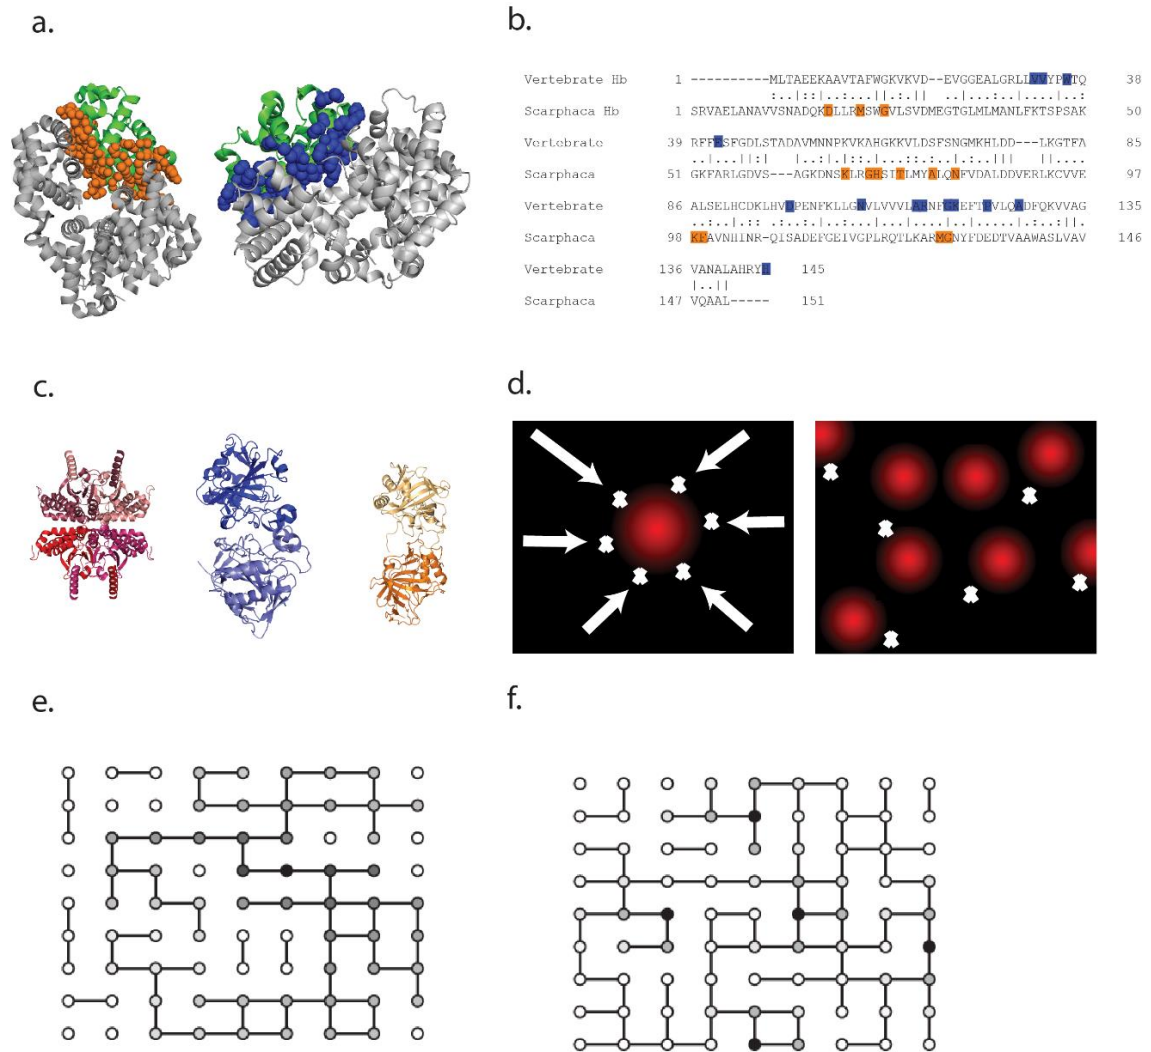 a.
b.
Vertebrate Hb 1 ----------MLTAEEKAAVTAFWGKVKVD--EVGGEALGRLLVVYPWTQ 38
:..:.|....|:.||.:.:|| ..|.:.|.:.:....:
Scarphaca Hb 1 SRVAELANAVVSNADQKDLLRMSWGVLSVDMEGTGLMLMANLFKTSPSAK 50
Vertebrate 39 RFFESFGDLSTADAVMNNPKVKAHGKKVLDSFSNGMKHLDD---LKGTFA 85
Scarphaca 51 GKFARLGDVS---AGKDNSKLRGHSITLMYALQNFVDALDDVERLKCVVE 97
Vertebrate 86 ALSELHCDKLHVDPENFKLLGNVLVVVLARNFGKEFTPVLQADFQKVVAG 135
Scarphaca 98 KFAVNHINR-QISADEFGEIVGPLRQTLKARMGNYFDEDTVAAWASLVAV 146
Vertebrate 136 VANALAHRYH 145
|..||
Scarphaca 147 VQAAL----- 151
c.
d.
e.
f.